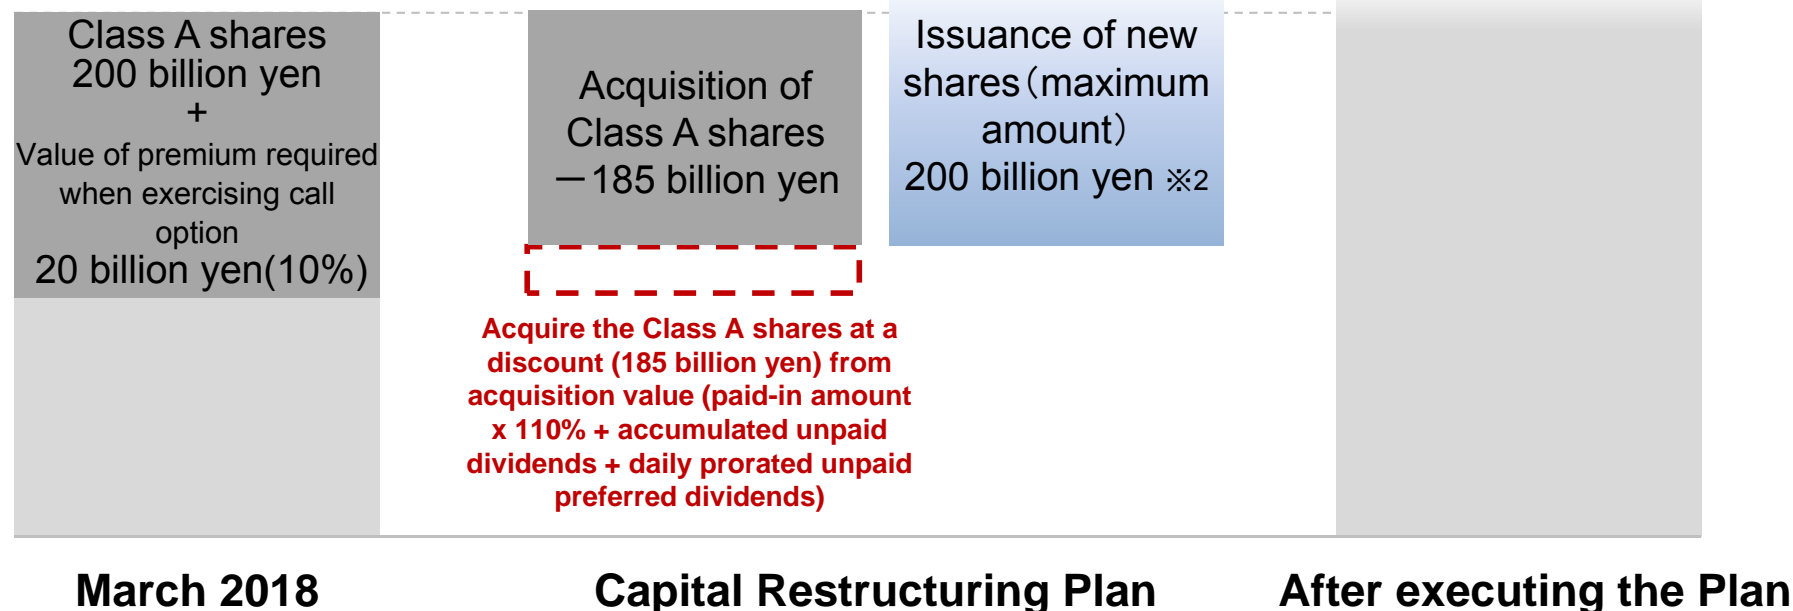 Class A shares
200 billion yen
+
Value of premium required
when exercising call
option
20 billion yen(10%)
Acquisition of
Class A shares
－185 billion yen
Issuance of new
shares（maximum
amount）
200 billion yen ※2
Acquire the Class A shares at a
discount (185 billion yen) from
acquisition value (paid-in amount
x 110% + accumulated unpaid
dividends + daily prorated unpaid
preferred dividends)
March 2018
Capital Restructuring Plan
After executing the Plan